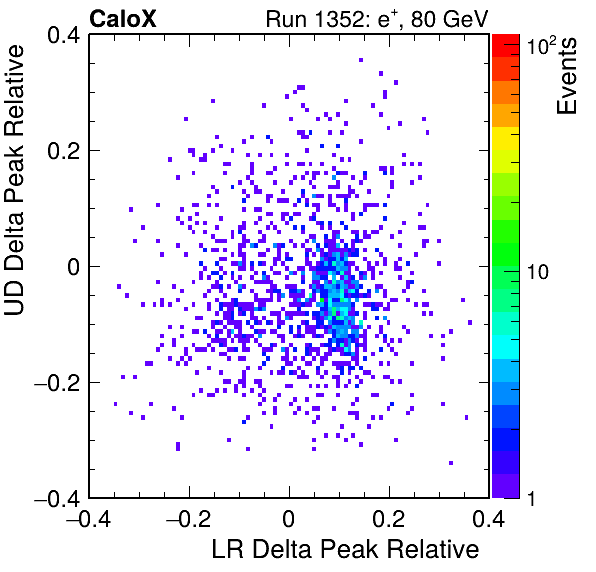 CaloX Run 1352: e+, 80 GeV
UD Delta Peak Relative
0.4
0.2
0
−0.2
−0.4
−0.4 −0.2 0 0.2 0.4
LR Delta Peak Relative
10²
10
1
Events